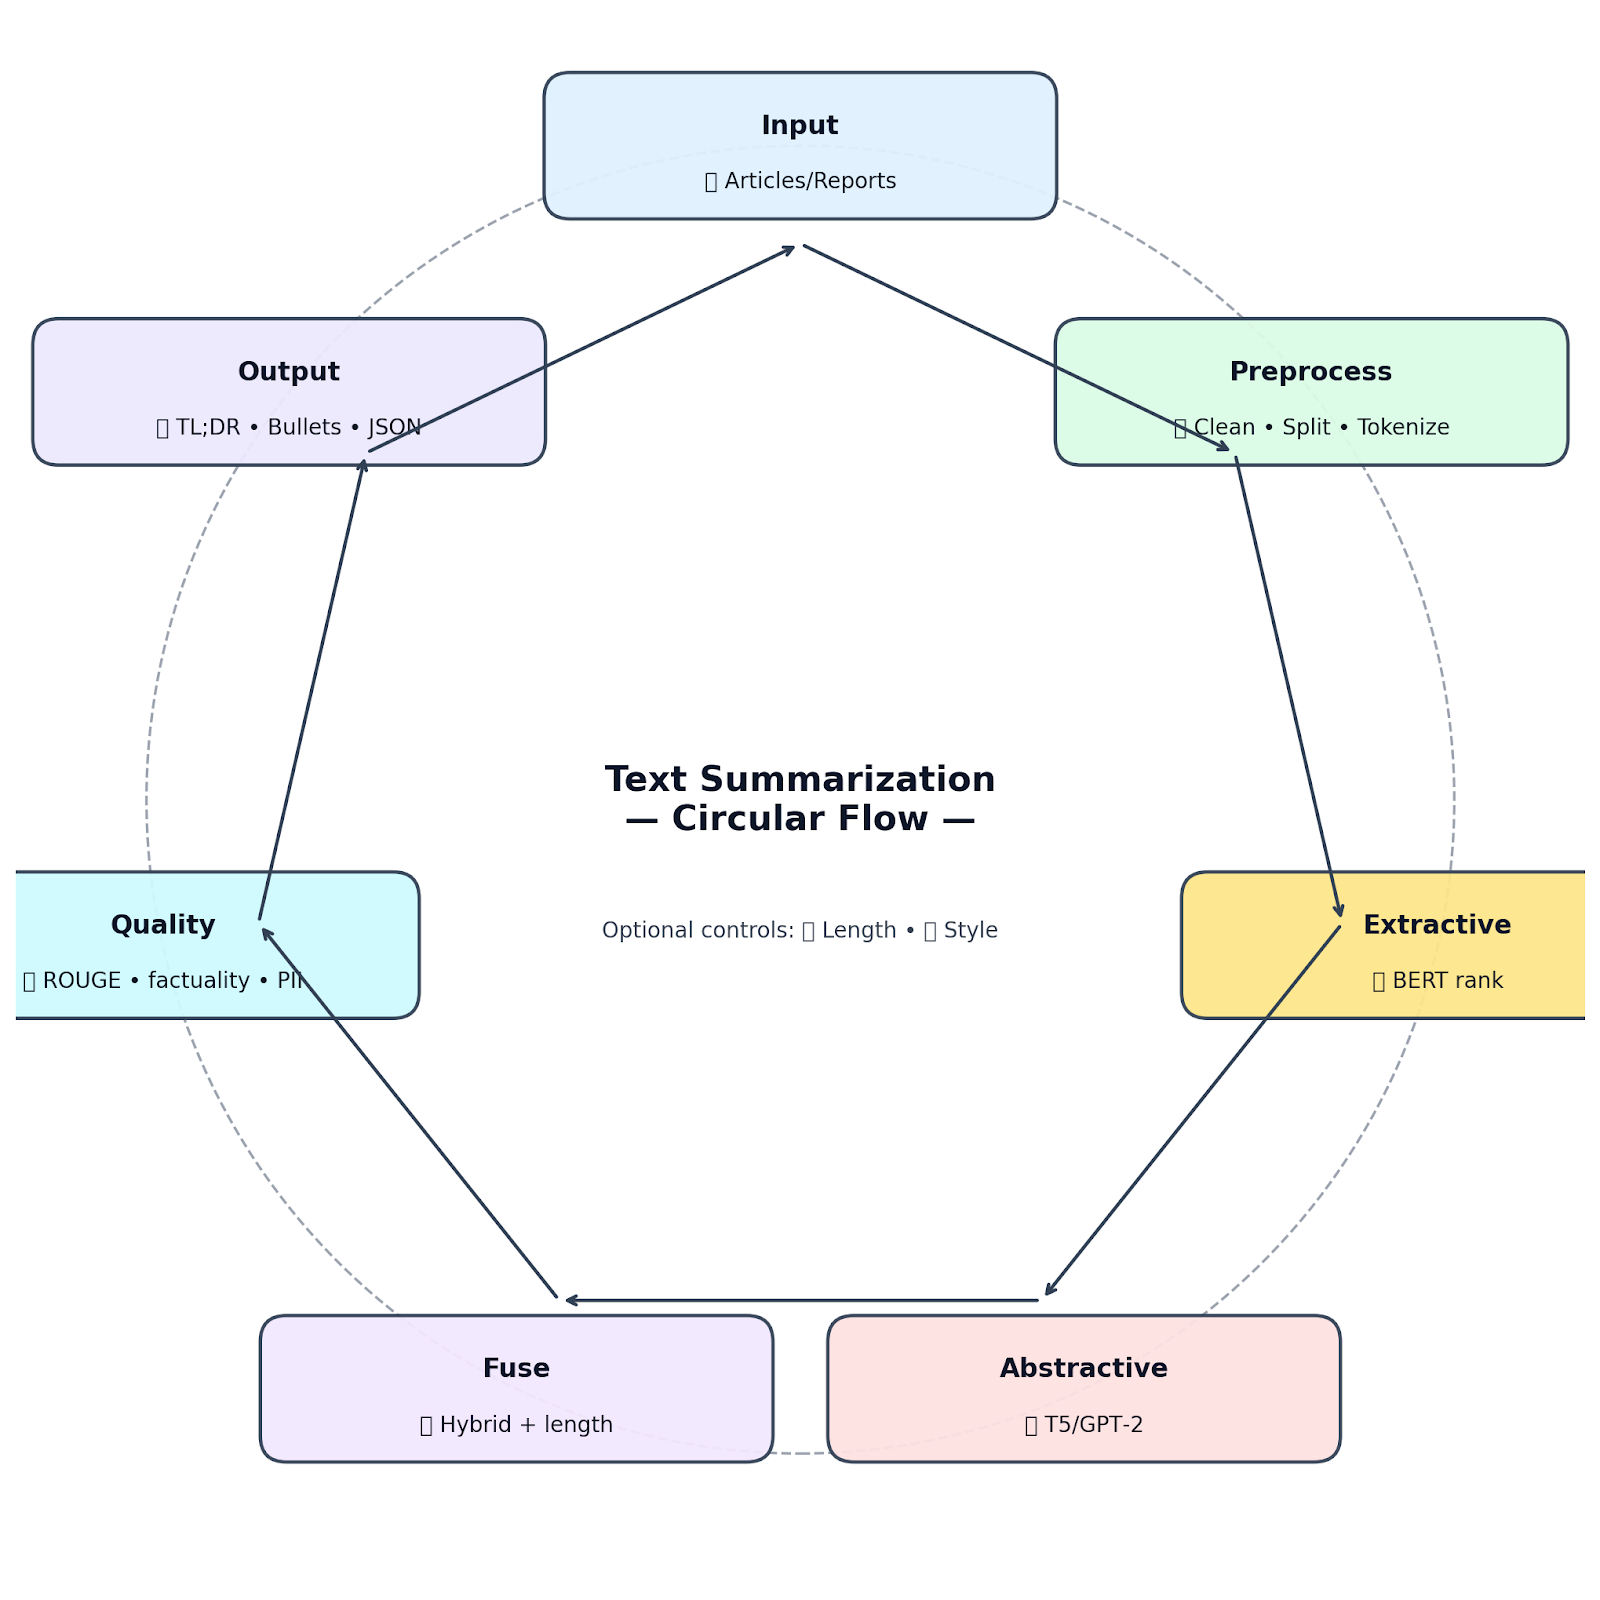 Input
Articles/Reports
Preprocess
Clean • Split • Tokenize
Extractive
BERT rank
Abstractive
T5/GPT-2
Fuse
Hybrid + length
Quality
ROUGE • factuality • PII
Output
TL;DR • Bullets • JSON
Text Summarization
— Circular Flow —
Optional controls: Length • Style